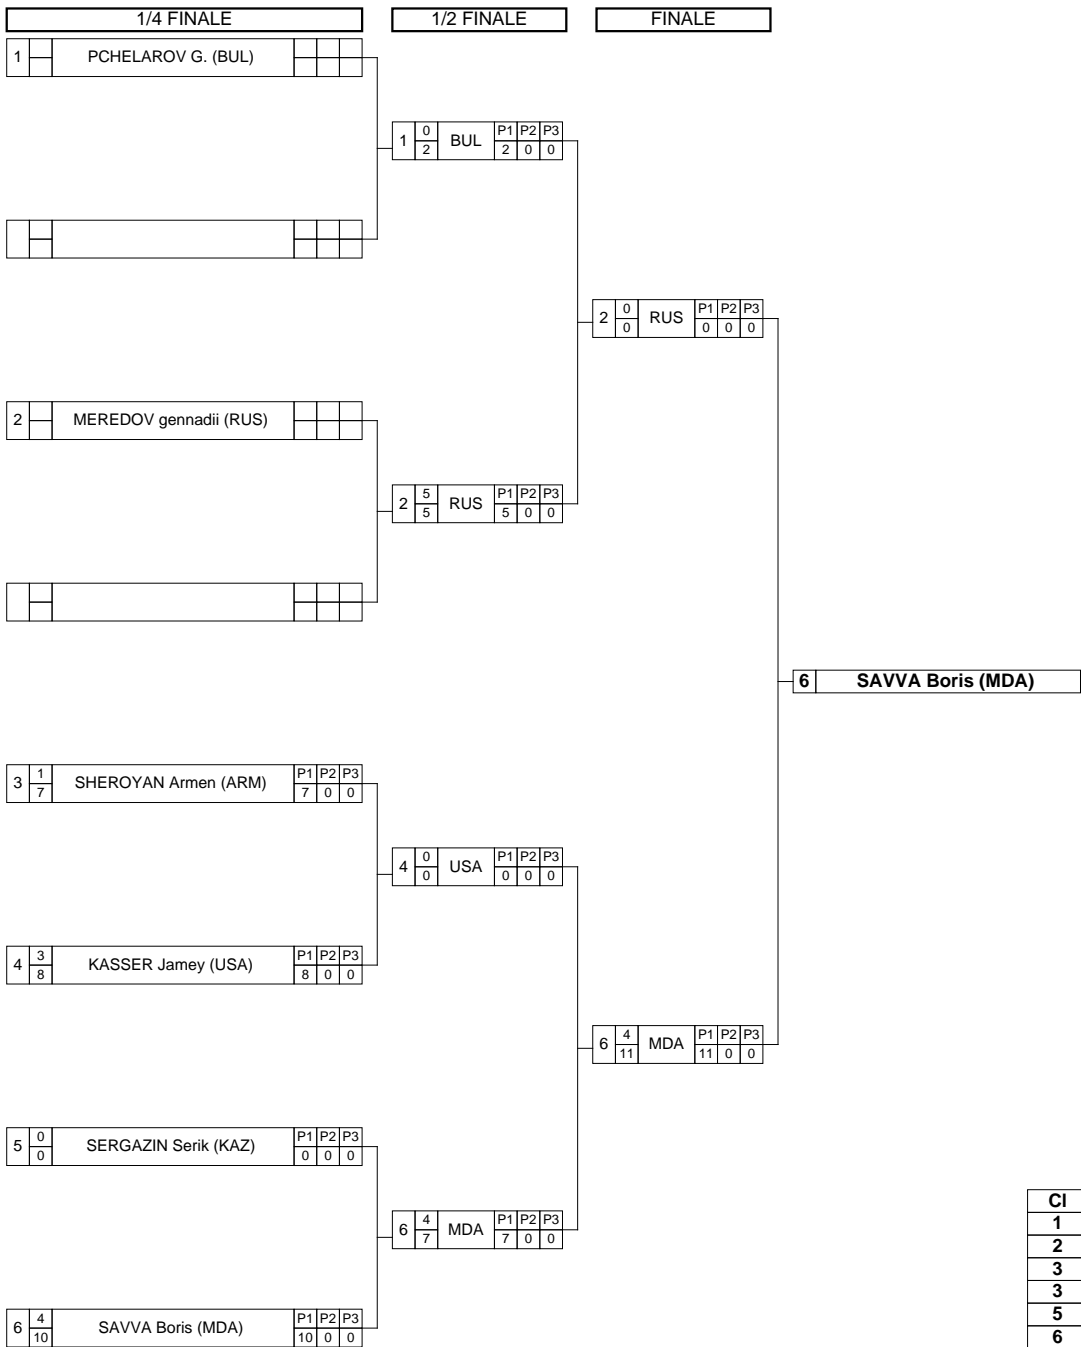 1/4 FINALE 1/2 FINALE FINALE
1 PCHELAROV G. (BUL)
1 0 2 BUL P1 P2 P3 2 0 0
2 0 0 RUS P1 P2 P3 0 0 0
2 MEREDOV gennadii (RUS)
2 5 5 RUS P1 P2 P3 5 0 0
6 SAVVA Boris (MDA)
3 1 7 SHEROYAN Armen (ARM) P1 P2 P3 7 0 0
4 0 0 USA P1 P2 P3 0 0 0
4 3 8 KASSER Jamey (USA) P1 P2 P3 8 0 0
6 4 11 MDA P1 P2 P3 11 0 0
5 0 0 SERGAZIN Serik (KAZ) P1 P2 P3 0 0 0
6 4 7 MDA P1 P2 P3 7 0 0
6 4 10 SAVVA Boris (MDA) P1 P2 P3 10 0 0
Cl
1
2
3
3
5
6